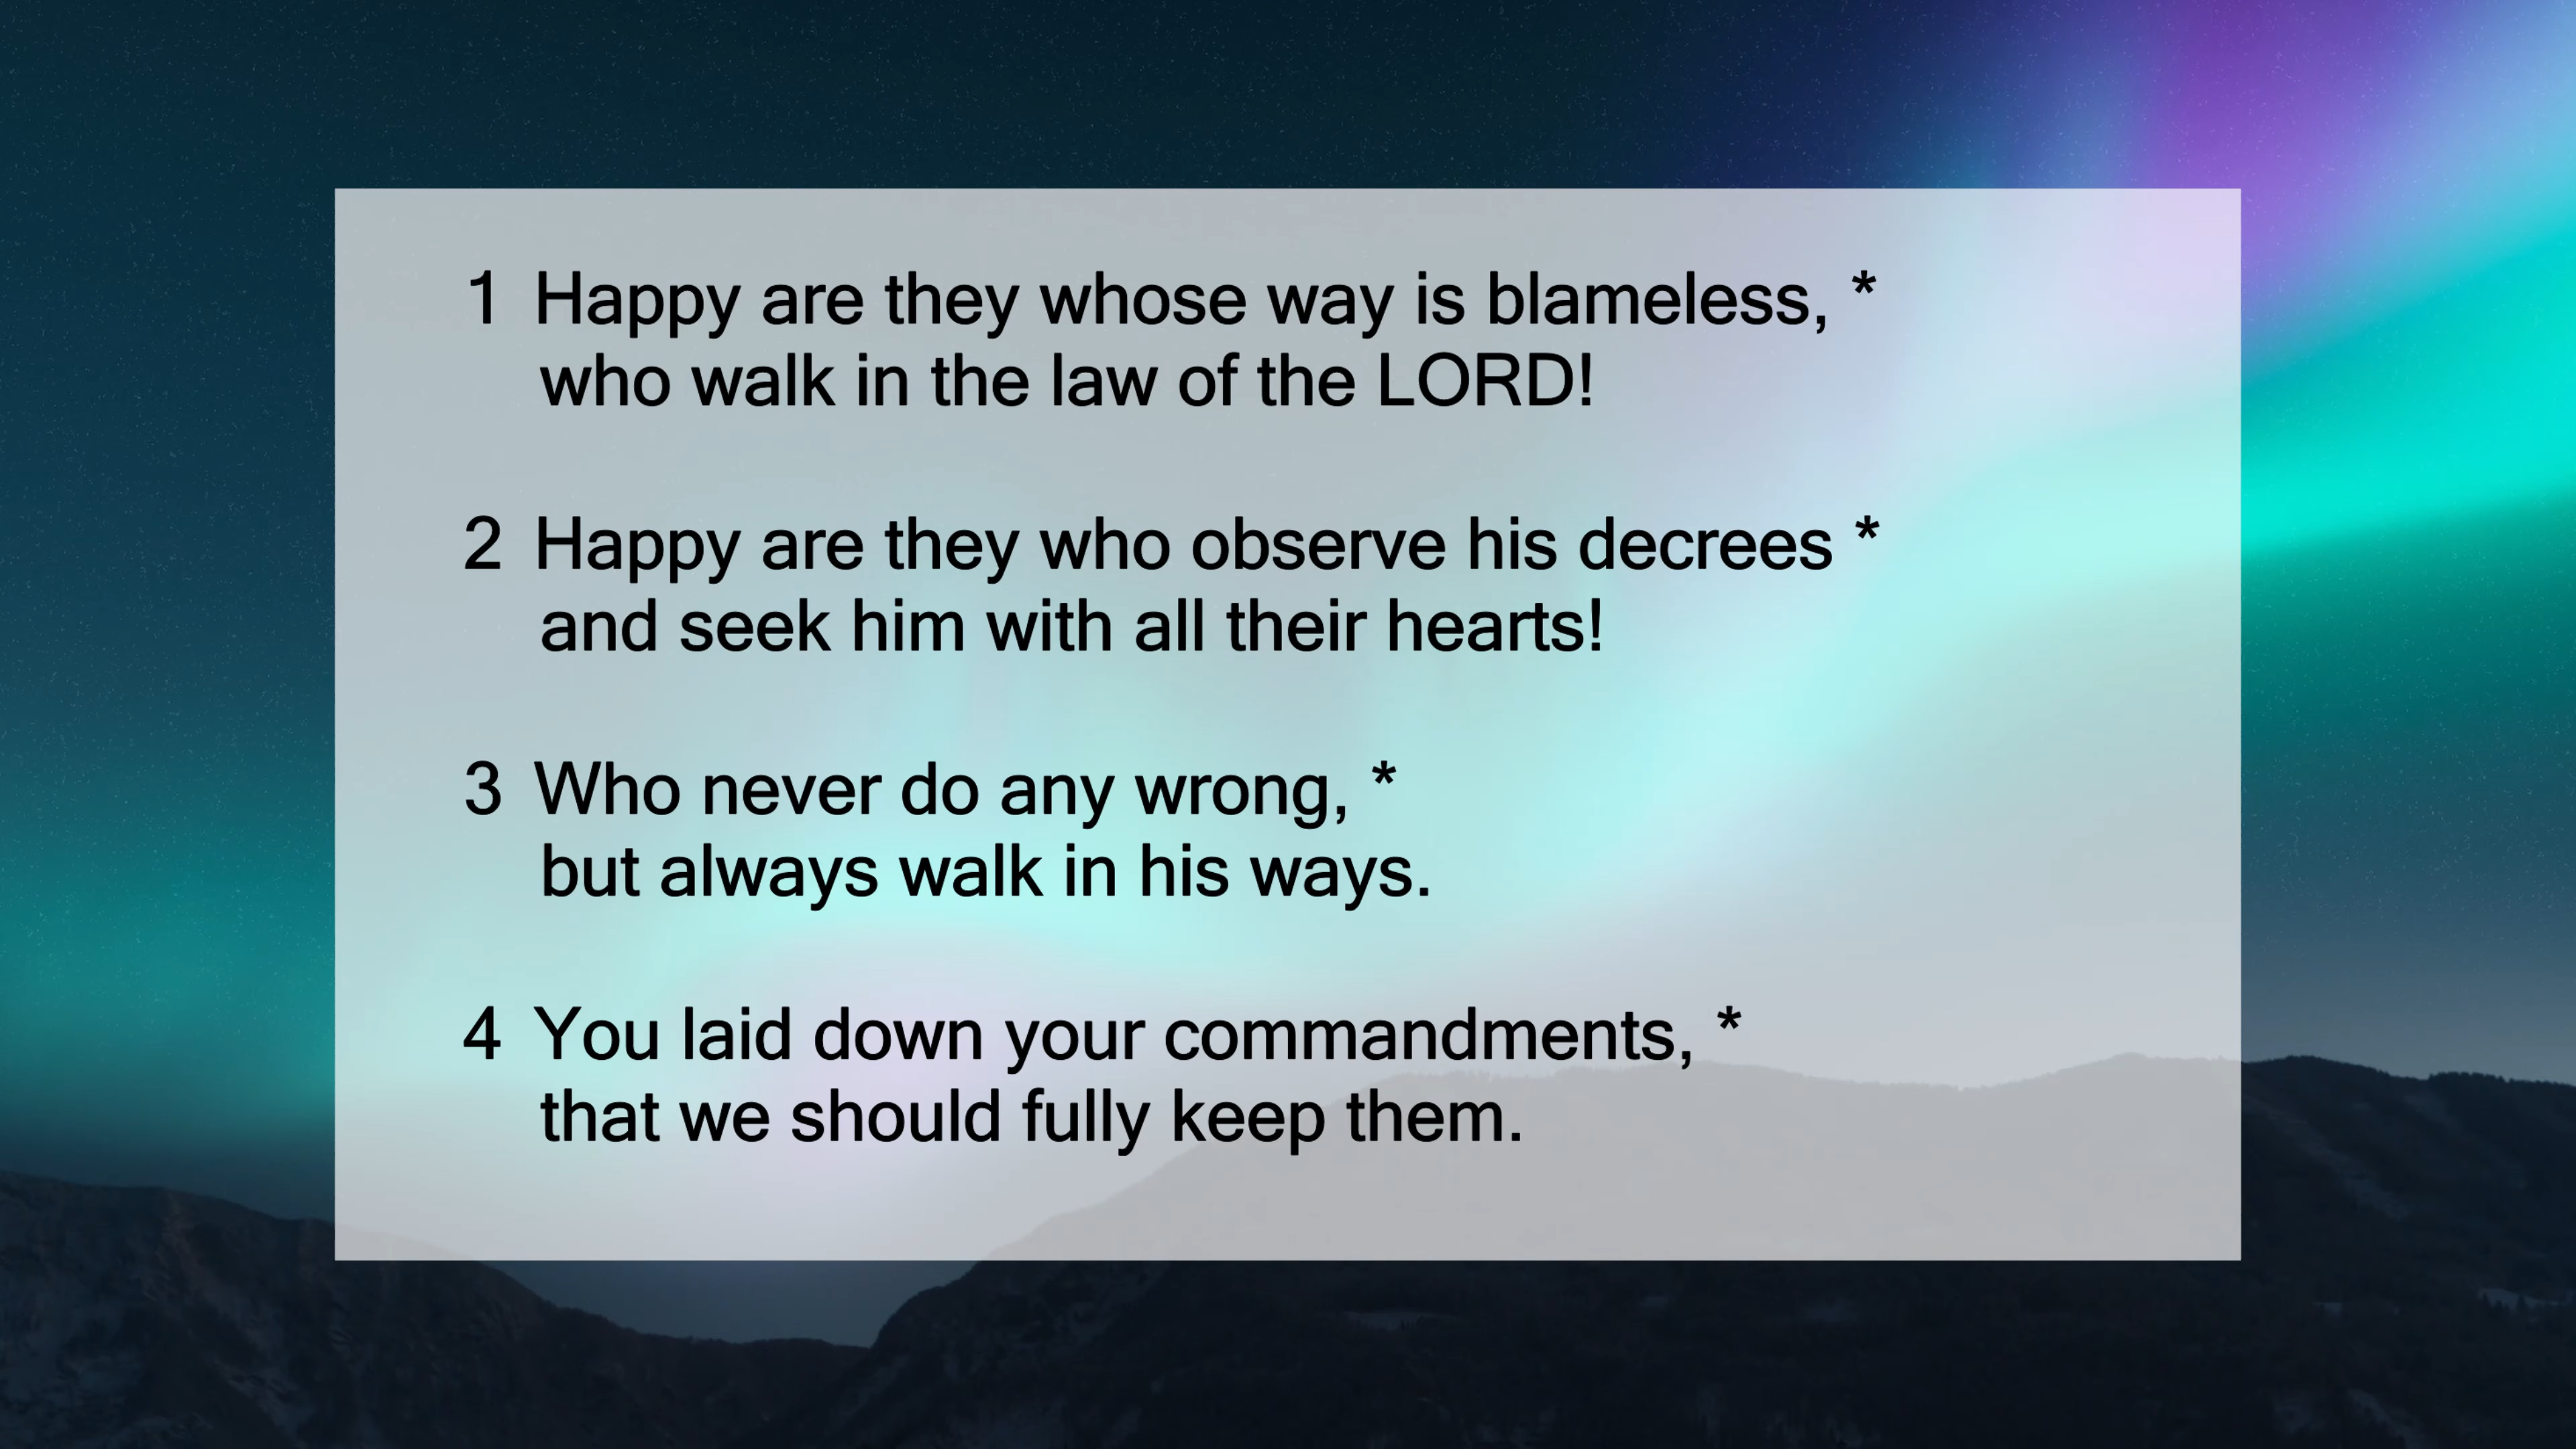 1 Happy are they whose way is blameless, *
who walk in the law of the LORD!
2 Happy are they who observe his decrees *
and seek him with all their hearts!
3 Who never do any wrong, *
but always walk in his ways.
4 You laid down your commandments, *
that we should fully keep them.